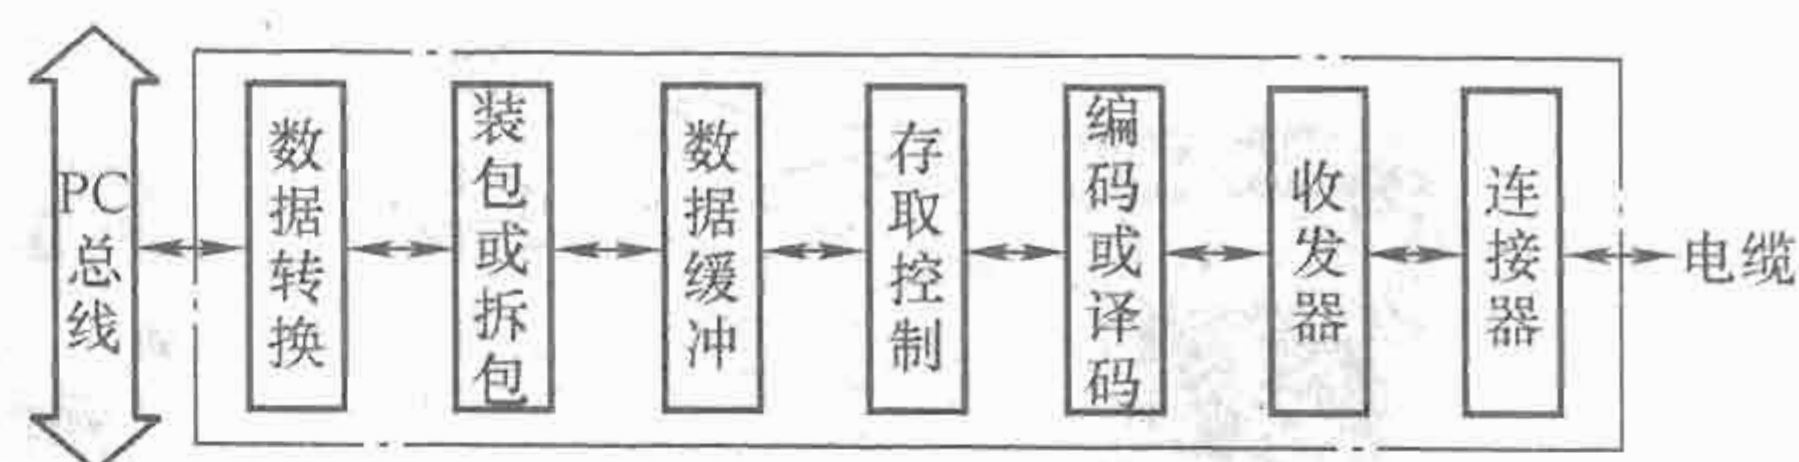 PC总线
数据转换
装包或拆包
数据缓冲
存取控制
编码或译码
收发器
连接器
电缆